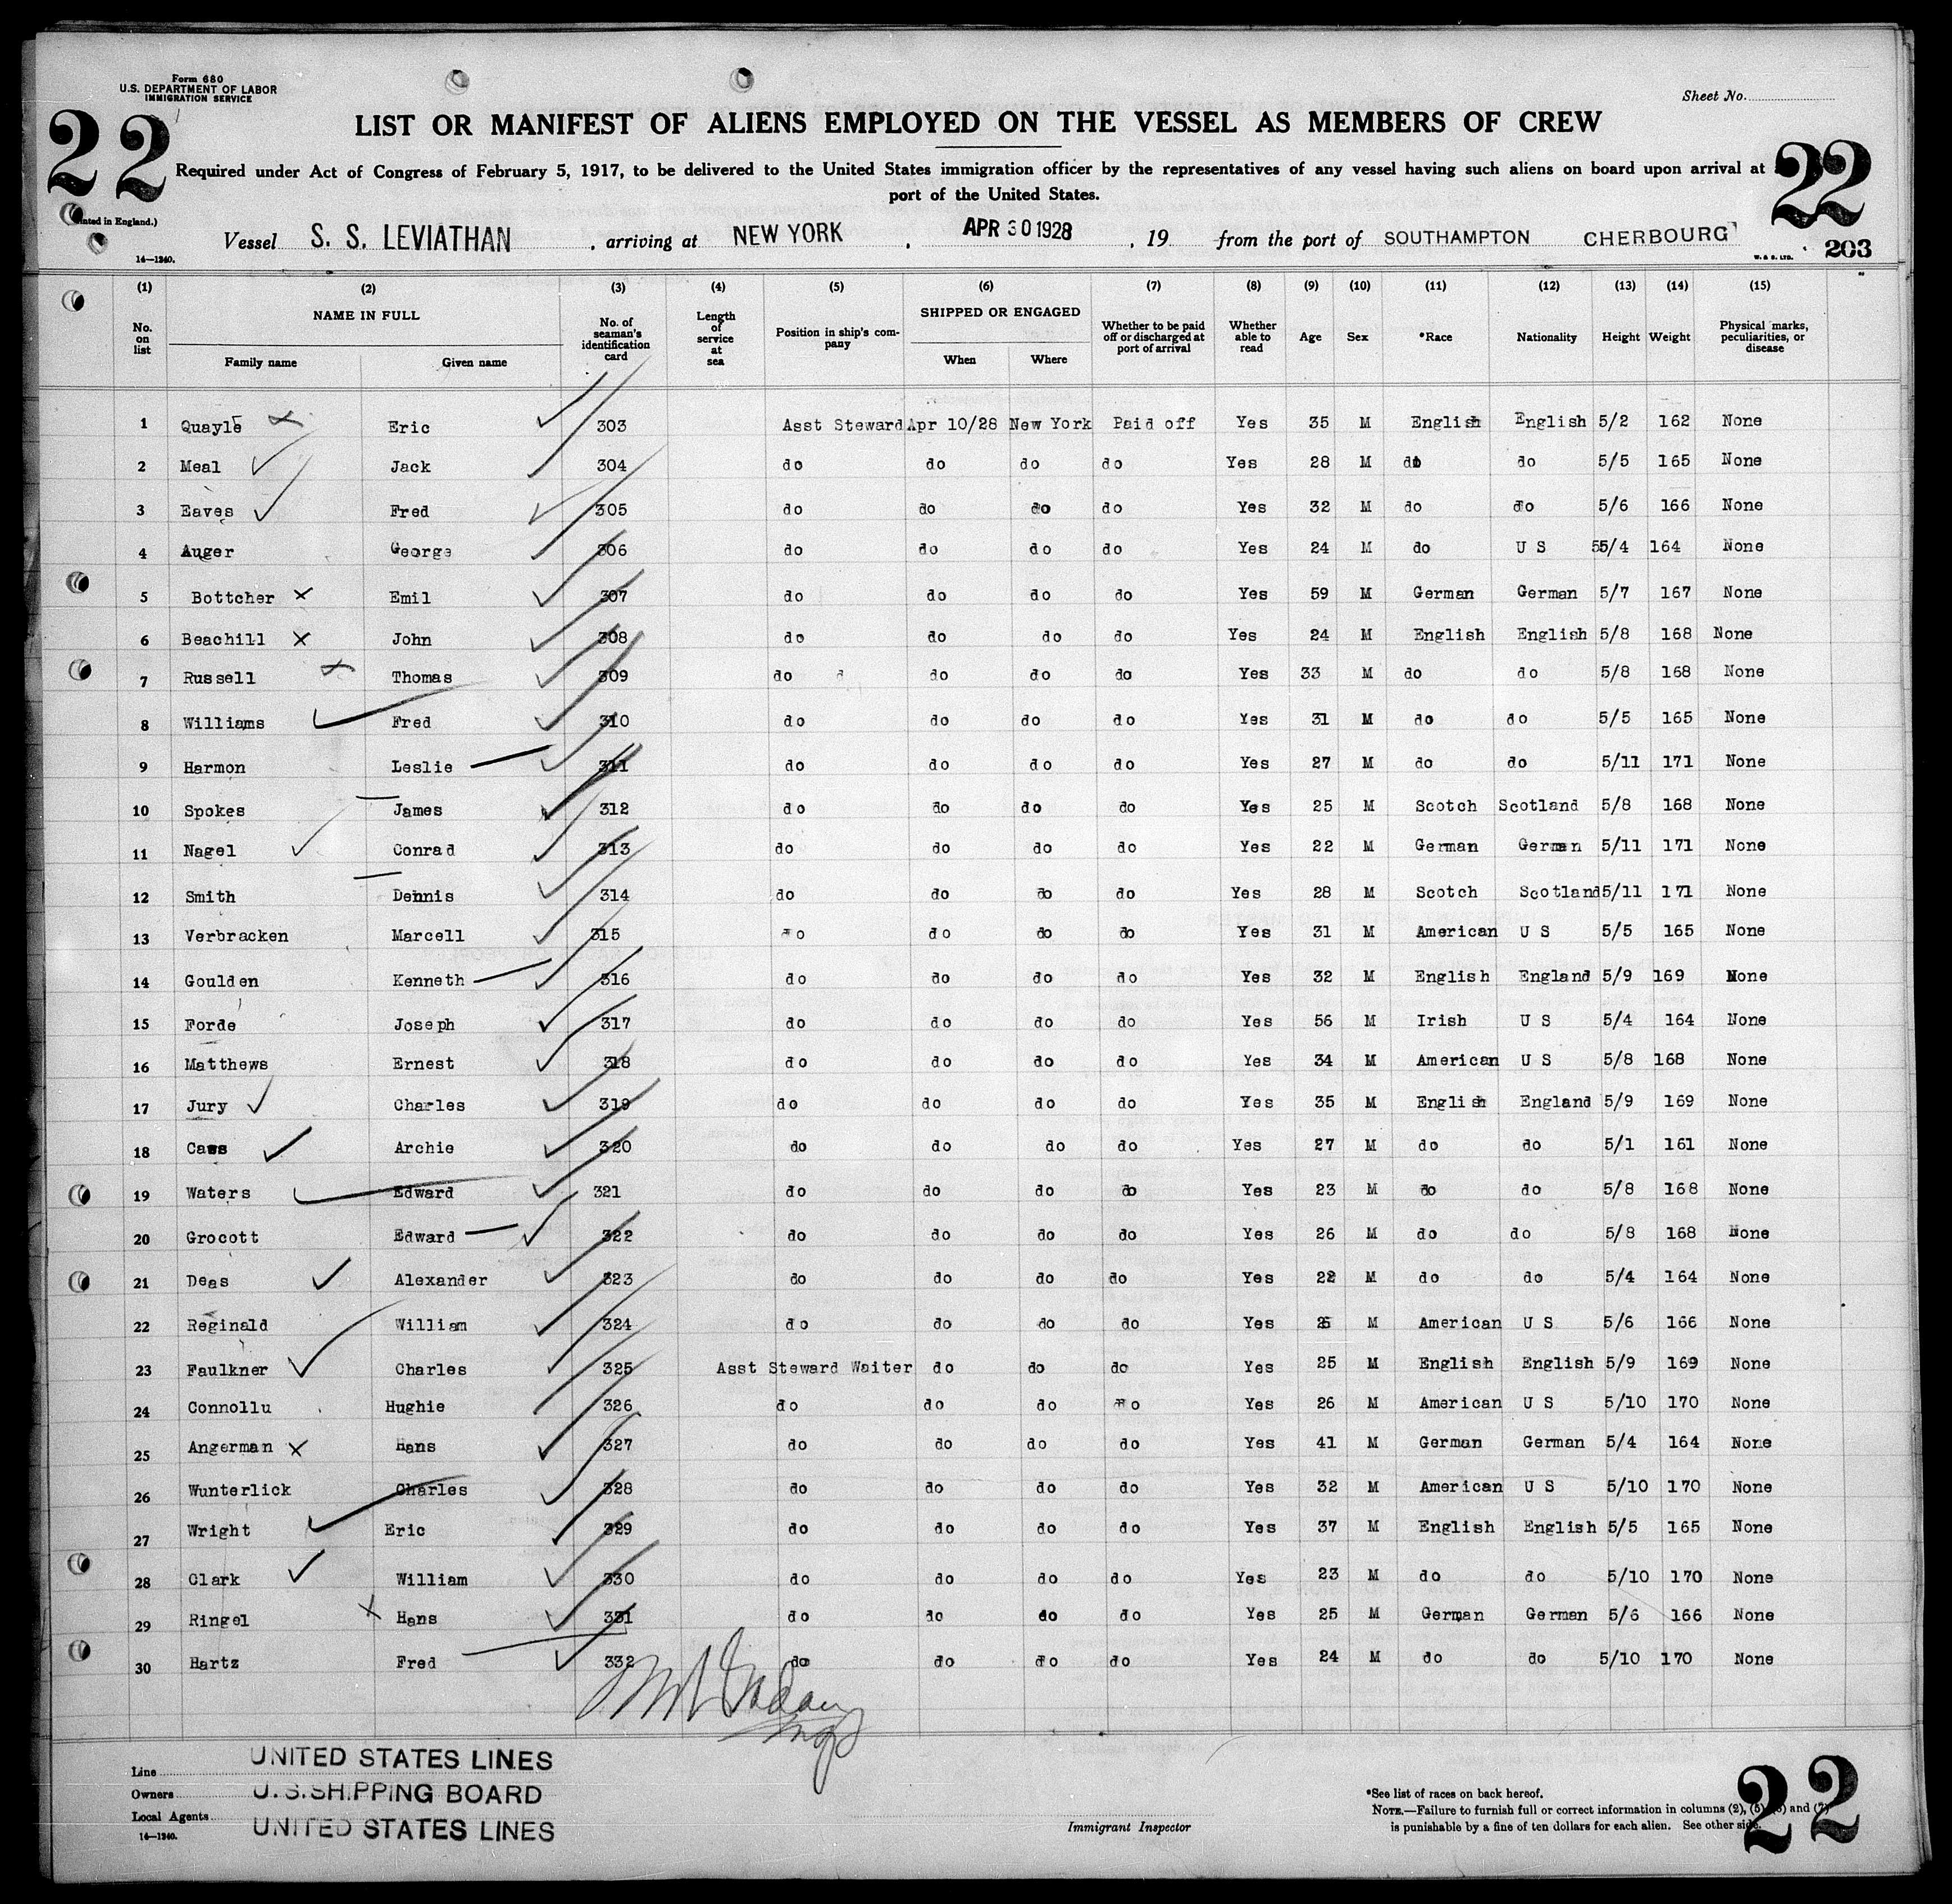 Form 680
U.S. DEPARTMENT OF LABOR
IMMIGRATION SERVICE
Sheet No.
22
22
LIST OR MANIFEST OF ALIENS EMPLOYED ON THE VESSEL AS MEMBERS OF CREW
Required under Act of Congress of February 5, 1917, to be delivered to the United States immigration officer by the representatives of any vessel having such aliens on board upon arrival at
port of the United States.
Vessel S. S. LEVIATHAN, arriving at NEW YORK, APR 30 1928, 19 from the port of SOUTHAMPTON CHERBOURG
14—1240.
W. & S. LTD.
203
(1) (2) (3) (4) (5) (6) (7) (8) (9) (10) (11) (12) (13) (14) (15)
No. on list
NAME IN FULL
Family name
Given name
No. of seaman's identification card
Length of service at sea
Position in ship's company
SHIPPED OR ENGAGED
When
Where
Whether to be paid off or discharged at port of arrival
Whether able to read
Age
Sex
*Race
Nationality
Height
Weight
Physical marks, peculiarities, or disease
1 Quayle Eric 303 Asst Steward Apr 10/28 New York Paid off Yes 35 M English English 5/2 162 None
2 Meal Jack 304 do do do do Yes 28 M do do 5/5 165 None
3 Eaves Fred 305 do do do do Yes 32 M do do 5/6 166 None
4 Auger George 306 do do do do Yes 24 M do U S 55/4 164 None
5 Bottcher Emil 307 do do do do Yes 59 M German German 5/7 167 None
6 Beachill John 308 do do do do Yes 24 M English English 5/8 168 None
7 Russell Thomas 309 do do do do Yes 33 M do do 5/8 168 None
8 Williams Fred 310 do do do do Yes 31 M do do 5/5 165 None
9 Harmon Leslie 311 do do do do Yes 27 M do do 5/11 171 None
10 Spokes James 312 do do do do Yes 25 M Scotch Scotland 5/8 168 None
11 Nagel Conrad 313 do do do do Yes 22 M German German 5/11 171 None
12 Smith Dennis 314 do do do do Yes 28 M Scotch Scotland 5/11 171 None
13 Verbracken Marcell 315 do do do do Yes 31 M American U S 5/5 165 None
14 Goulden Kenneth 316 do do do do Yes 32 M English England 5/9 169 None
15 Forde Joseph 317 do do do do Yes 56 M Irish U S 5/4 164 None
16 Matthews Ernest 318 do do do do Yes 34 M American U S 5/8 168 None
17 Jury Charles 319 do do do do Yes 35 M English England 5/9 169 None
18 Cass Archie 320 do do do do Yes 27 M do do 5/1 161 None
19 Waters Edward 321 do do do do Yes 23 M do do 5/8 168 None
20 Grocott Edward 322 do do do do Yes 26 M do do 5/8 168 None
21 Deas Alexander 323 do do do do Yes 22 M do do 5/4 164 None
22 Reginald William 324 do do do do Yes 25 M American U S 5/6 166 None
23 Faulkner Charles 325 Asst Steward Waiter do do do Yes 25 M English English 5/9 169 None
24 Connollu Hughie 326 do do do do Yes 26 M American U S 5/10 170 None
25 Angerman Hans 327 do do do do Yes 41 M German German 5/4 164 None
26 Wunterlick Charles 328 do do do do Yes 32 M American U S 5/10 170 None
27 Wright Eric 329 do do do do Yes 37 M English English 5/5 165 None
28 Clark William 330 do do do do Yes 23 M do do 5/10 170 None
29 Ringel Hans 331 do do do do Yes 25 M German German 5/6 166 None
30 Hartz Fred 332 do do do do Yes 24 M do do 5/10 170 None
Line UNITED STATES LINES
Owners U.S. SHIPPING BOARD
Local Agents UNITED STATES LINES
14—1240.
Immigrant Inspector
*See list of races on back hereof.
NOTE.—Failure to furnish full or correct information in columns (2), (5), (6) and (7)
is punishable by a fine of ten dollars for each alien. See other side.
22